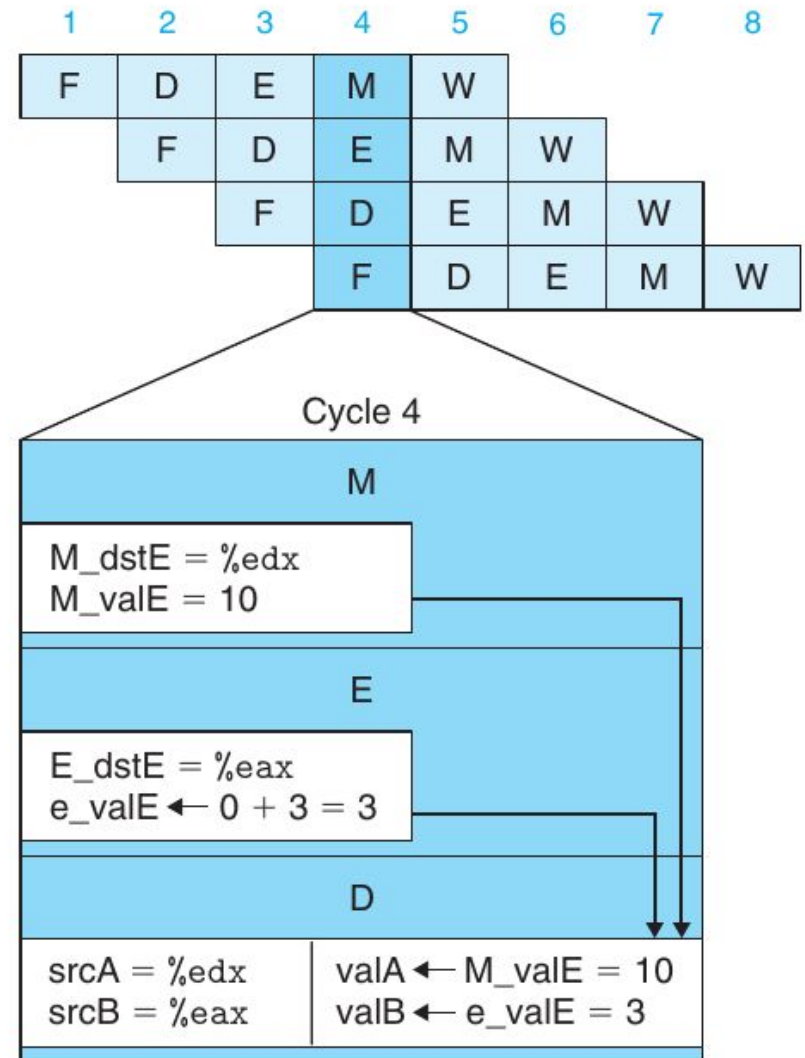 1 2 3 4 5 6 7 8
F D E M W
F D E M W
F D E M W
F D E M W
Cycle 4
M
M_dstE = %edx
M_valE = 10
E
E_dstE = %eax
e_valE ← 0 + 3 = 3
D
srcA = %edx valA ← M_valE = 10
srcB = %eax valB ← e_valE = 3